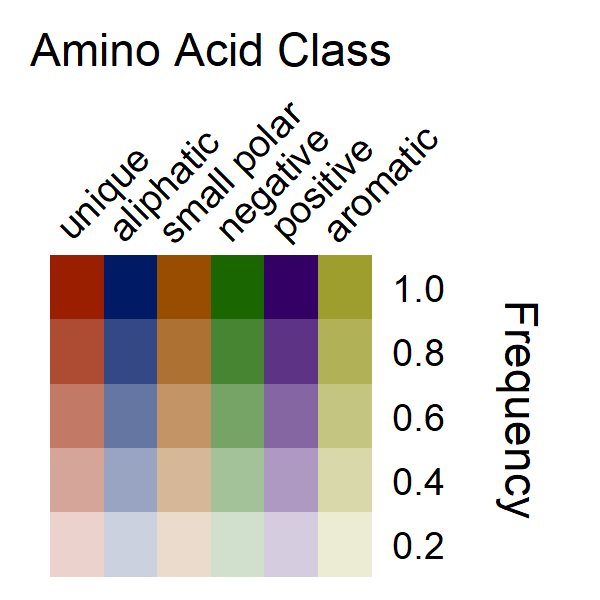 Amino Acid Class
unique
aliphatic
small polar
negative
positive
aromatic
1.0
0.8
0.6
0.4
0.2
Frequency